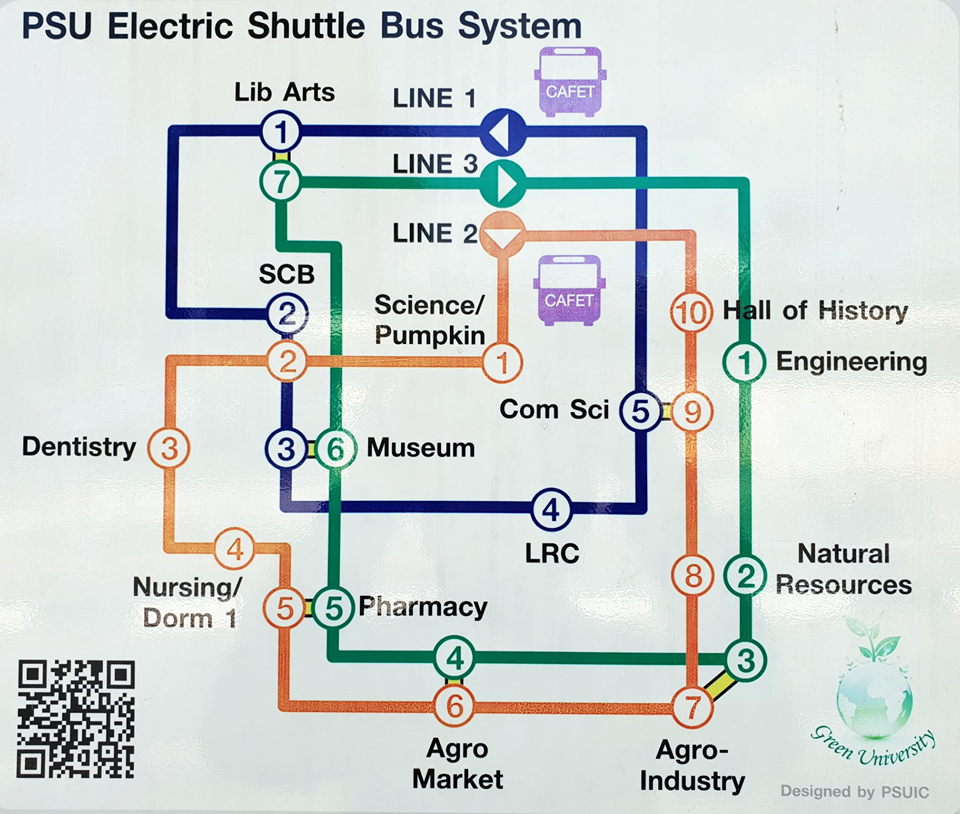 PSU Electric Shuttle Bus System
CAFET
Lib Arts
LINE 1
1
LINE 3
7
LINE 2
CAFET
SCB
2
Science/
Pumpkin
10 Hall of History
2
1
1 Engineering
Com Sci 5 9
Dentistry 3
3 6 Museum
4
LRC
4
Nursing/
Dorm 1
5 5 Pharmacy
8 2
Natural
Resources
4
3
6
7
Agro
Market
Agro-
Industry
Green University
Designed by PSUIC